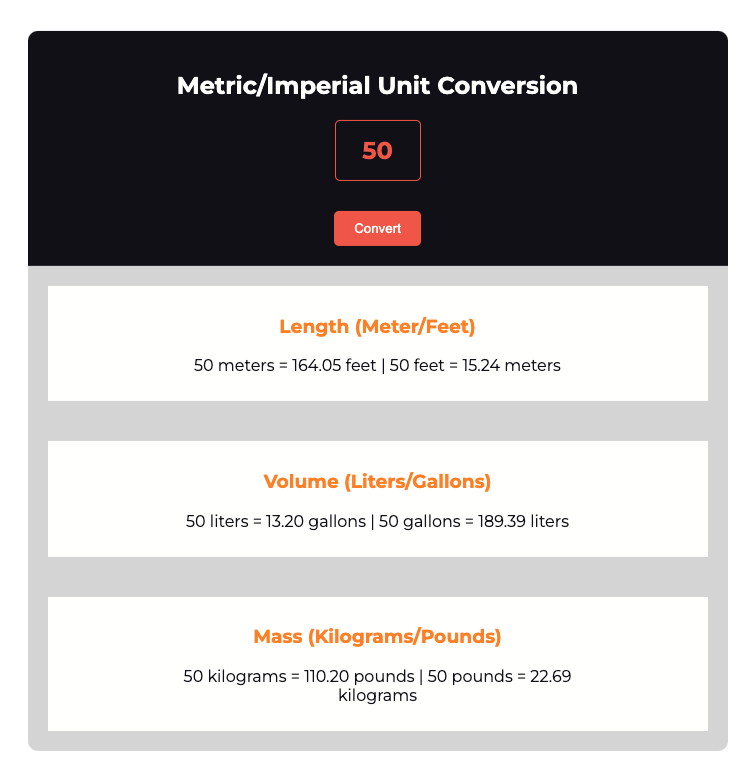 Metric/Imperial Unit Conversion
50
Convert
Length (Meter/Feet)
50 meters = 164.05 feet | 50 feet = 15.24 meters
Volume (Liters/Gallons)
50 liters = 13.20 gallons | 50 gallons = 189.39 liters
Mass (Kilograms/Pounds)
50 kilograms = 110.20 pounds | 50 pounds = 22.69
kilograms